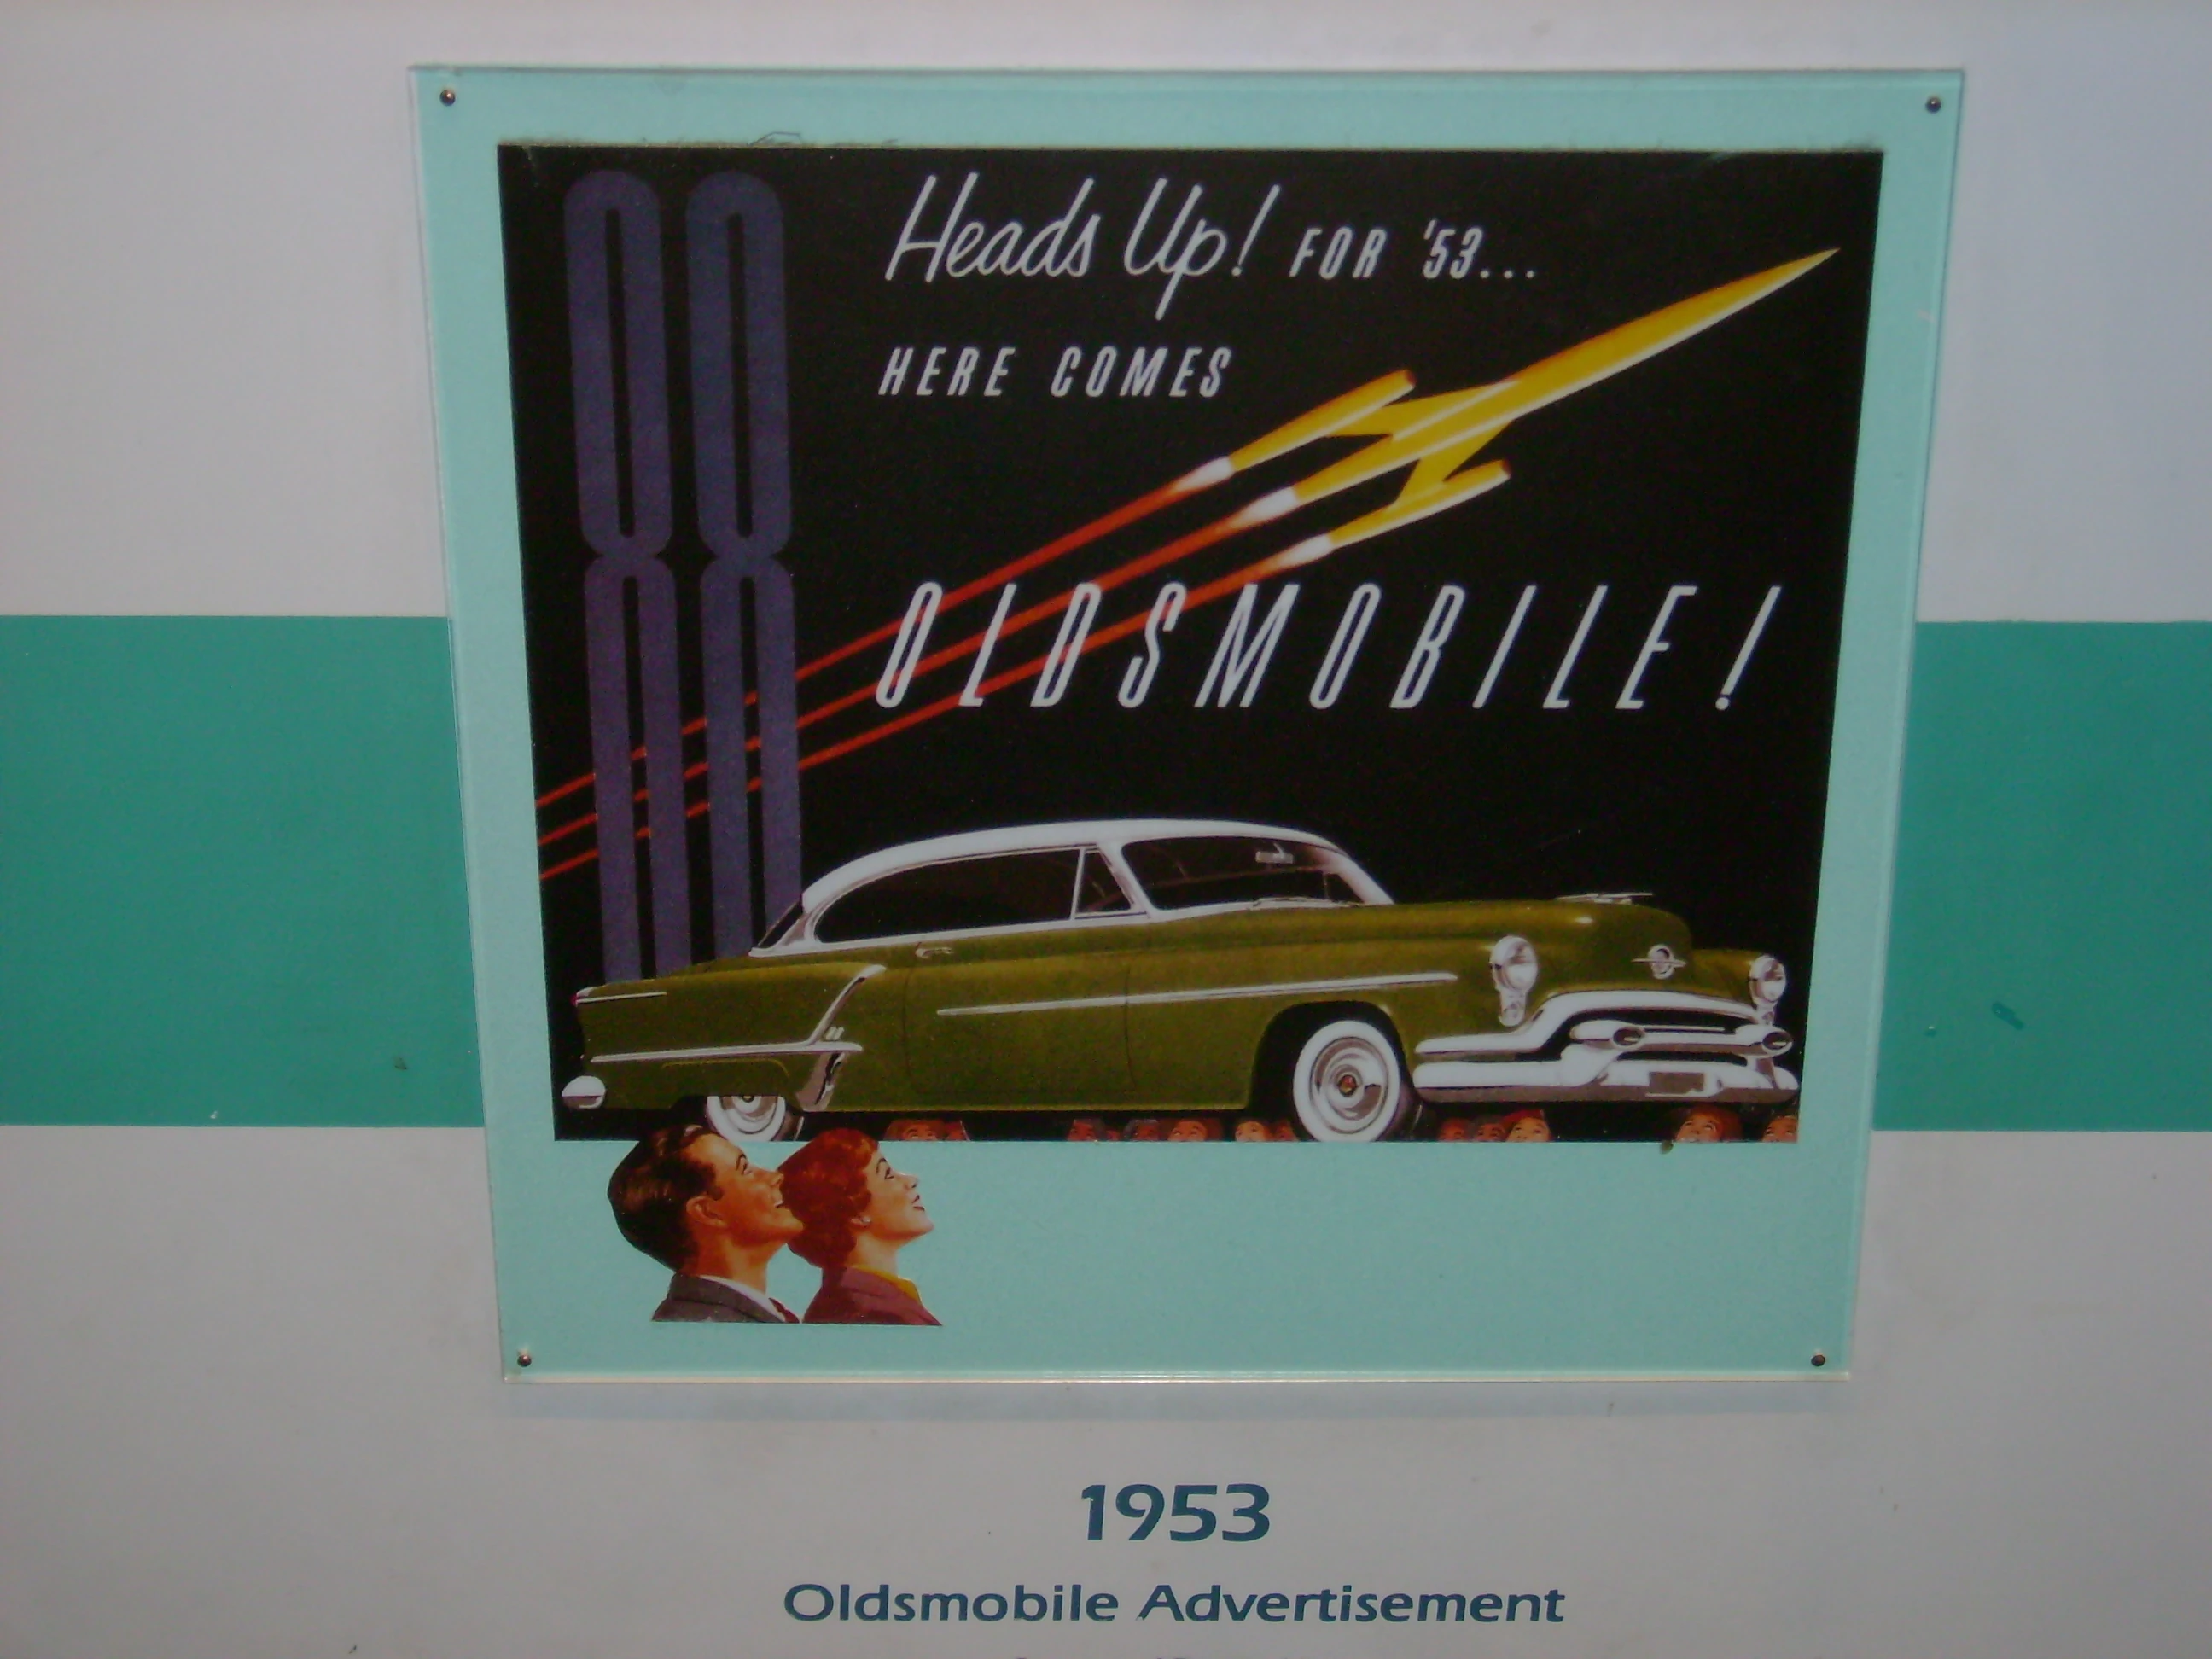 88
Heads Up! FOR '53...
HERE COMES
OLDSMOBILE!
1953
Oldsmobile Advertisement